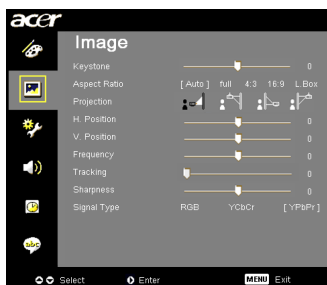 acer
Image
Keystone 0
Aspect Ratio [ Auto ] full 4:3 16:9 L.Box
Projection
H. Position 0
V. Position 0
Frequency 0
Tracking 0
Sharpness 0
Signal Type RGB YCbCr [ YPbPr ]
abc
Select Enter MENU Exit